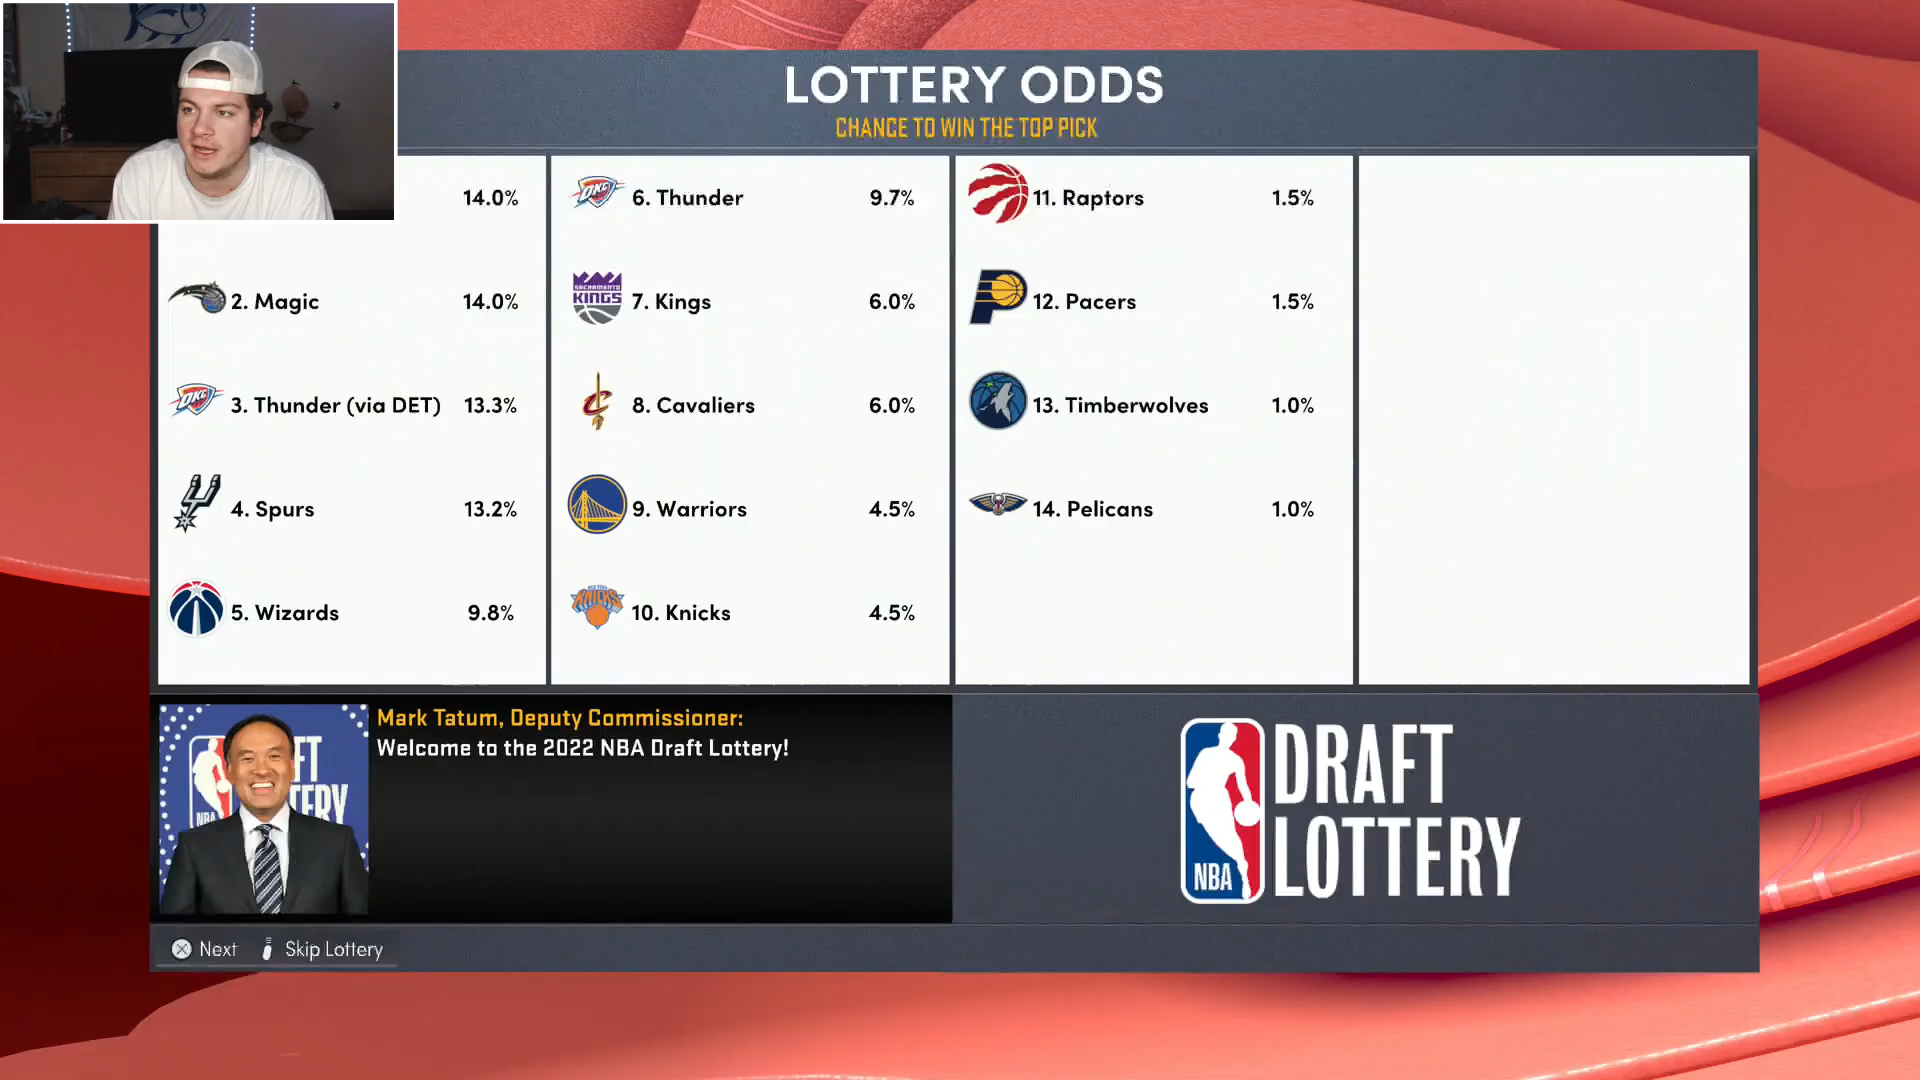 LOTTERY ODDS
CHANCE TO WIN THE TOP PICK
14.0%
2. Magic 14.0%
3. Thunder (via DET) 13.3%
4. Spurs 13.2%
5. Wizards 9.8%
OKC 6. Thunder 9.7%
SACRAMENTO KINGS 7. Kings 6.0%
8. Cavaliers 6.0%
9. Warriors 4.5%
KNICKS 10. Knicks 4.5%
11. Raptors 1.5%
12. Pacers 1.5%
13. Timberwolves 1.0%
14. Pelicans 1.0%
Mark Tatum, Deputy Commissioner:
Welcome to the 2022 NBA Draft Lottery!
NBA
DRAFT
LOTTERY
Next Skip Lottery